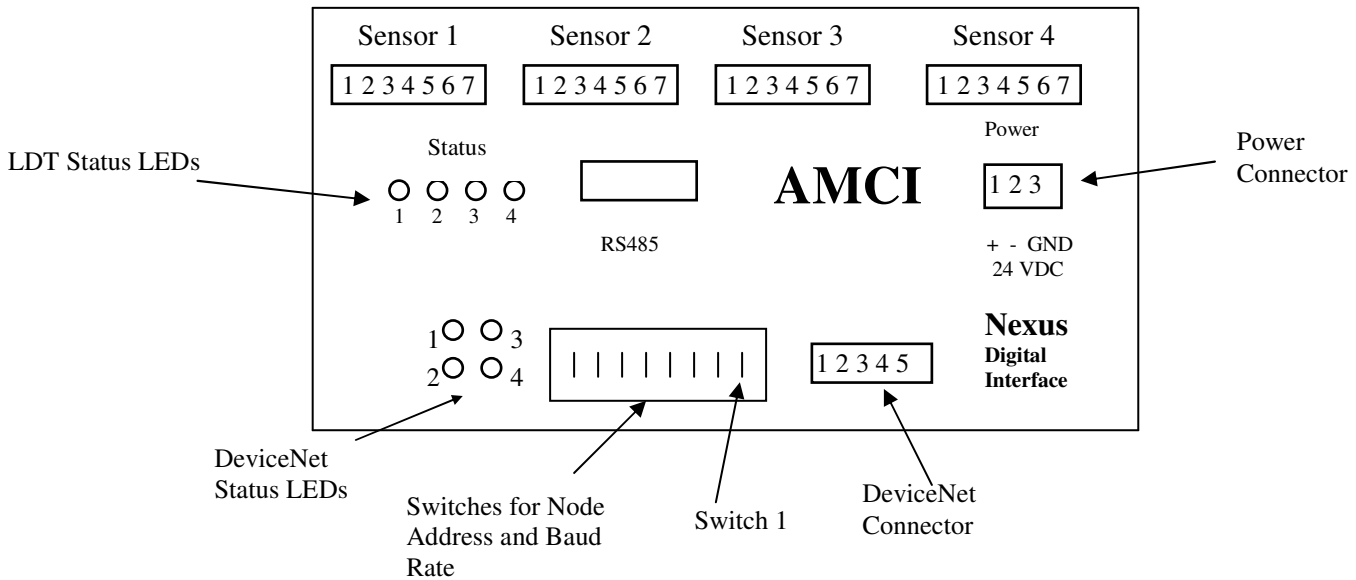 Sensor 1 Sensor 2 Sensor 3 Sensor 4
1 2 3 4 5 6 7 1 2 3 4 5 6 7 1 2 3 4 5 6 7 1 2 3 4 5 6 7
LDT Status LEDs
Status
1 2 3 4
RS485
AMCI
Power
1 2 3
+ - GND
24 VDC
Power
Connector
1 3
2 4
Nexus
Digital
Interface
1 2 3 4 5
DeviceNet
Status LEDs
Switches for Node
Address and Baud
Rate
Switch 1
DeviceNet
Connector